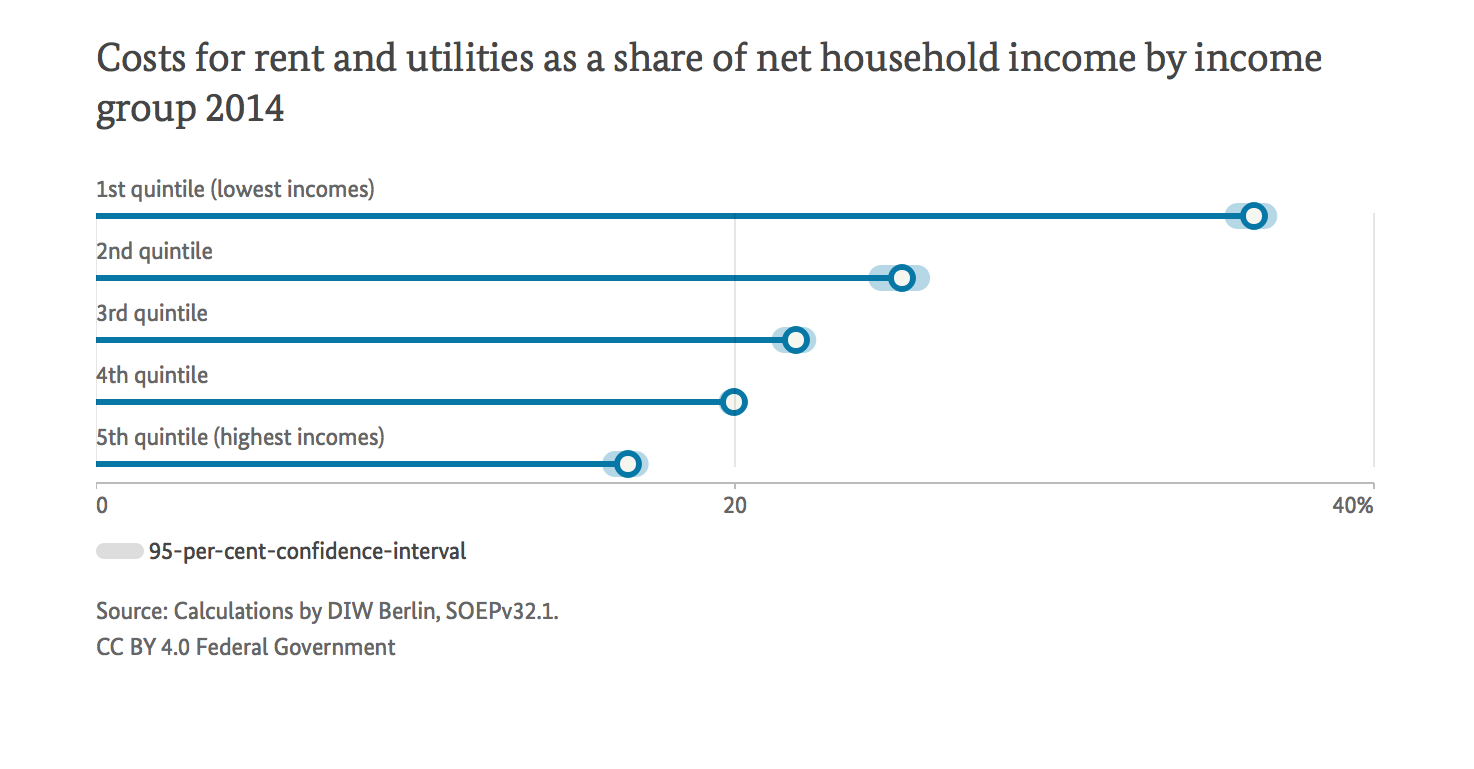 Costs for rent and utilities as a share of net household income by income
group 2014
1st quintile (lowest incomes)
2nd quintile
3rd quintile
4th quintile
5th quintile (highest incomes)
0 20 40%
95-per-cent-confidence-interval
Source: Calculations by DIW Berlin, SOEPv32.1.
CC BY 4.0 Federal Government